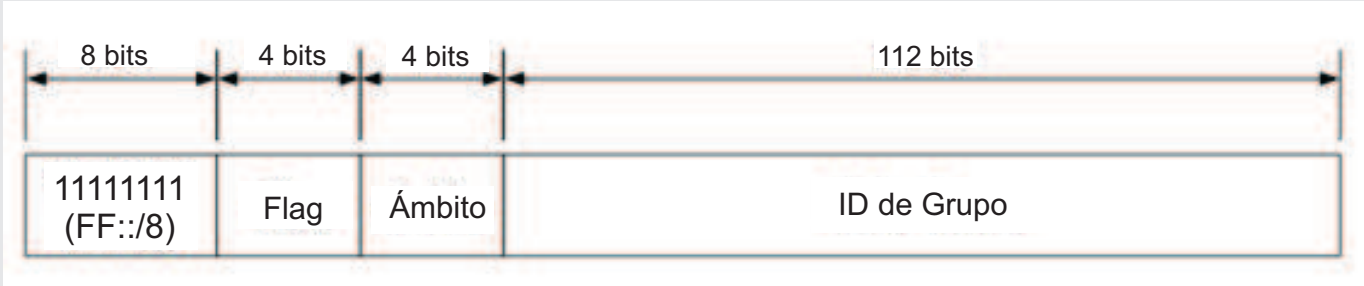 8 bits
4 bits
4 bits
112 bits
11111111
(FF::/8)
Flag
Ámbito
ID de Grupo